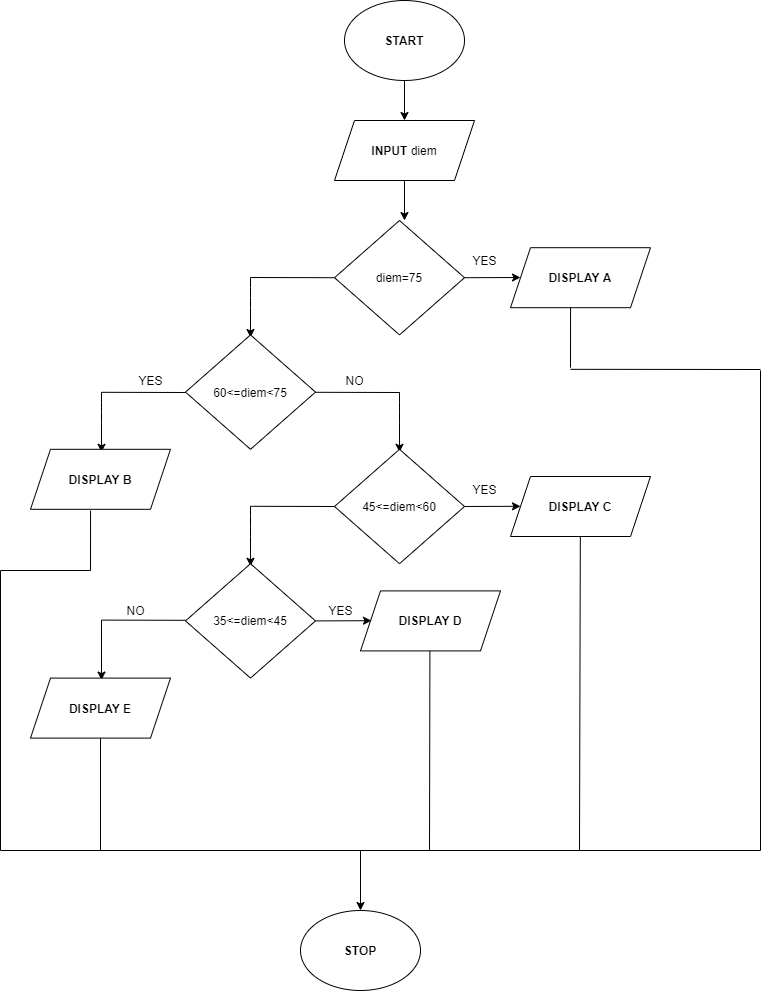 START
INPUT diem
YES
diem=75
DISPLAY A
YES
NO
60<=diem<75
DISPLAY B
YES
45<=diem<60
DISPLAY C
NO
YES
35<=diem<45
DISPLAY D
DISPLAY E
STOP